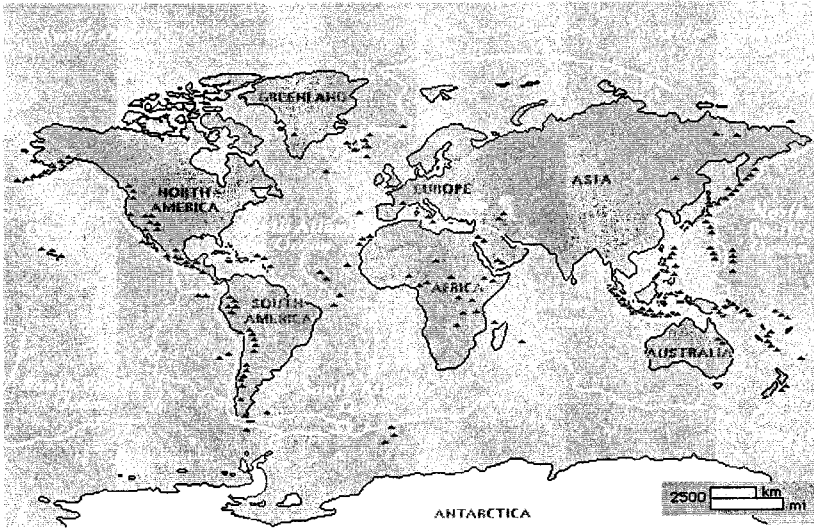 GREENLAND
NORTH
AMERICA
EUROPE
ASIA
AFRICA
SOUTH
AMERICA
AUSTRALIA
2500 km
mi
ANTARCTICA